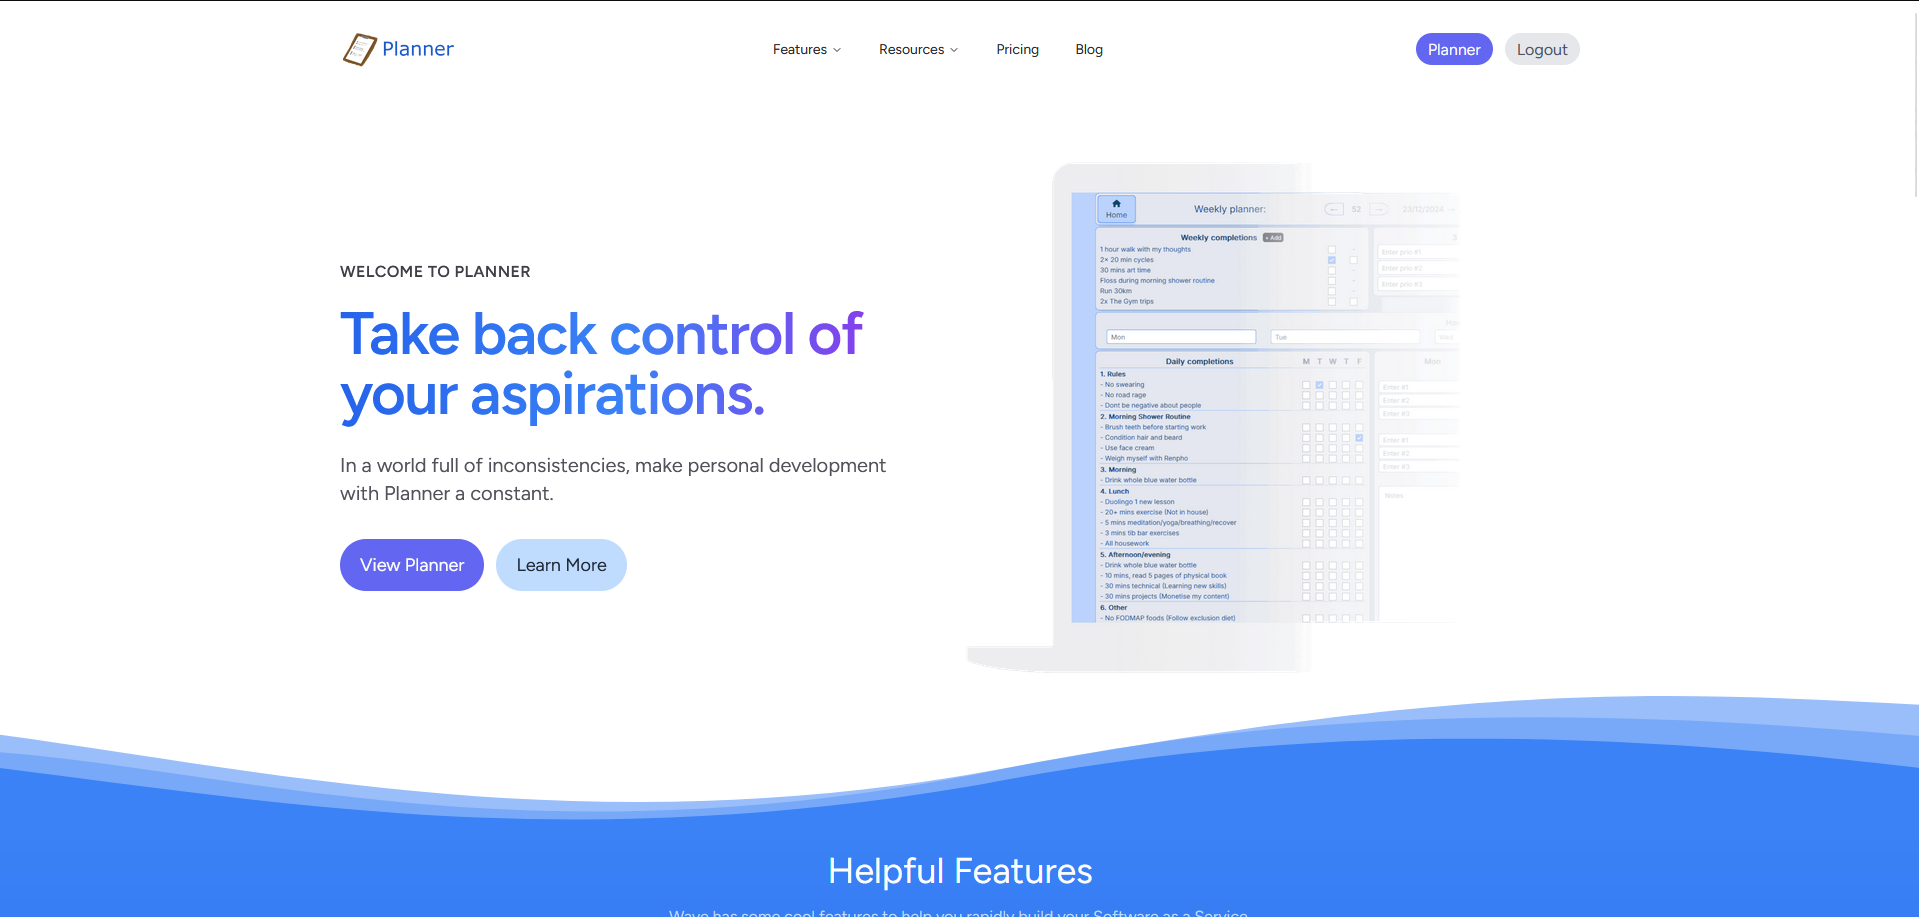 Planner
Features
Resources
Pricing
Blog
Planner
Logout
WELCOME TO PLANNER
Take back control of
your aspirations.
In a world full of inconsistencies, make personal development
with Planner a constant.
View Planner
Learn More
Home
Weekly planner:
52
23/12/2024
Weekly completions + Add
1 hour walk with my thoughts
2x 20 min cycles
30 mins art time
Floss during morning shower routine
Run 30km
2x The Gym trips
3
Enter prio #1
Enter prio #2
Enter prio #3
Mon
Tue
Wed
Daily completions M T W T F
1. Rules
- No swearing
- No road rage
- Dont be negative about people
2. Morning Shower Routine
- Brush teeth before starting work
- Condition hair and beard
- Use face cream
- Weigh myself with Renpho
3. Morning
- Drink whole blue water bottle
4. Lunch
- Duolingo 1 new lesson
- 20+ mins exercise (Not in house)
- 5 mins meditation/yoga/breathing/recover
- 3 mins tib bar exercises
- All housework
5. Afternoon/evening
- Drink whole blue water bottle
- 10 mins, read 5 pages of physical book
- 30 mins technical (Learning new skills)
- 30 mins projects (Monetise my content)
6. Other
- No FODMAP foods (Follow exclusion diet)
Mon
Enter #1
Enter #2
Enter #3
Enter #1
Enter #2
Enter #3
Notes
Helpful Features
Wave has some cool features to help you rapidly build your Software as a Service.